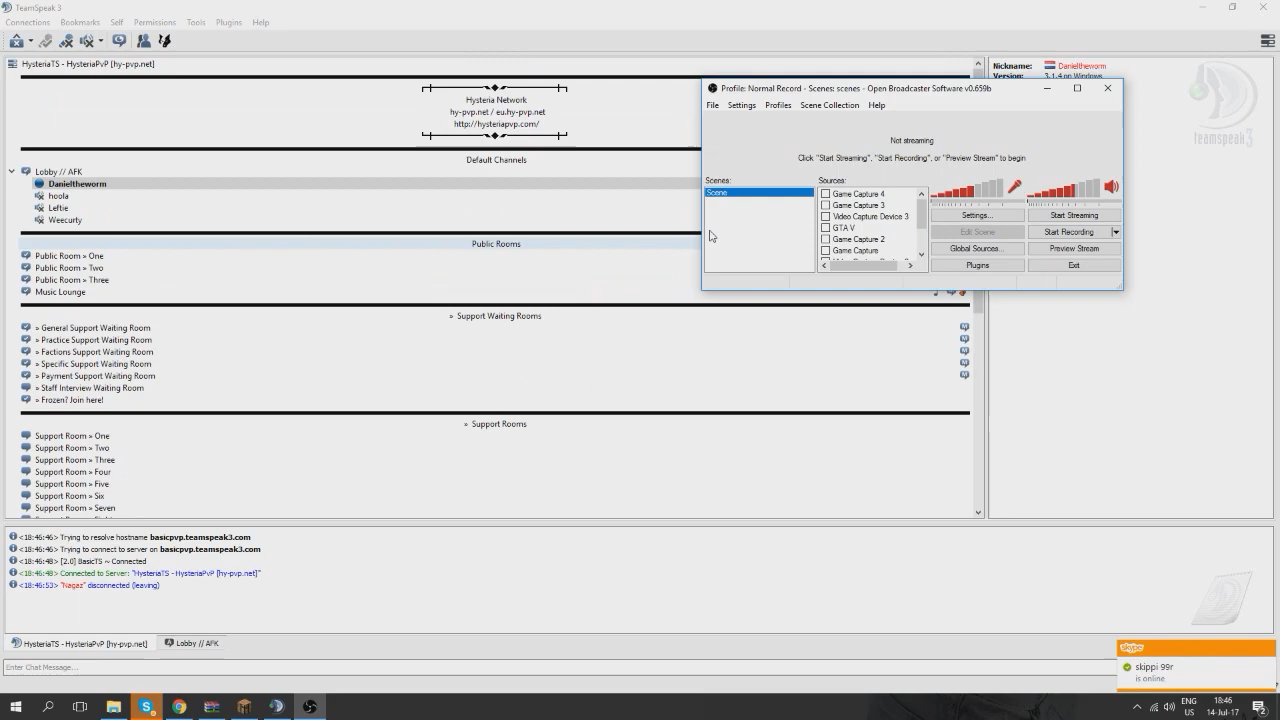 TeamSpeak 3
Connections Bookmarks Self Permissions Tools Plugins Help
HysteriaTS - HysteriaPvP [hy-pvp.net]
Hysteria Network
hy-pvp.net / eu.hy-pvp.net
http://hysteriapvp.com/
Default Channels
Lobby // AFK
Danieltheworm
hoola
Leftie
Weecurty
Public Rooms
Public Room » One
Public Room » Two
Public Room » Three
Music Lounge
» Support Waiting Rooms
» General Support Waiting Room
» Practice Support Waiting Room
» Factions Support Waiting Room
» Specific Support Waiting Room
» Payment Support Waiting Room
» Staff Interview Waiting Room
» Frozen? Join here!
» Support Rooms
Support Room » One
Support Room » Two
Support Room » Three
Support Room » Four
Support Room » Five
Support Room » Six
Support Room » Seven
Nickname: Danieltheworm
Version: 3.1.4 on Windows
teamspeak3
Profile: Normal Record - Scenes: scenes - Open Broadcaster Software v0.659b
File Settings Profiles Scene Collection Help
Not streaming
Click "Start Streaming", "Start Recording", or "Preview Stream" to begin
Scenes:
Scene
Sources:
Game Capture 4
Game Capture 3
Video Capture Device 3
GTA V
Game Capture 2
Game Capture
Settings... Start Streaming
Edit Scene Start Recording
Global Sources... Preview Stream
Plugins Exit
<18:46:46> Trying to resolve hostname basicpvp.teamspeak3.com
<18:46:46> Trying to connect to server on basicpvp.teamspeak3.com
<18:46:48> [2.0] BasicTS ~ Connected
<18:46:48> Connected to Server: "HysteriaTS - HysteriaPvP [hy-pvp.net]"
<18:46:53> "Nagaz" disconnected (leaving)
HysteriaTS - HysteriaPvP [hy-pvp.net] Lobby // AFK
Enter Chat Message...
skype
skippi 99r
is online
ENG
US
18:46
14-Jul-17
2